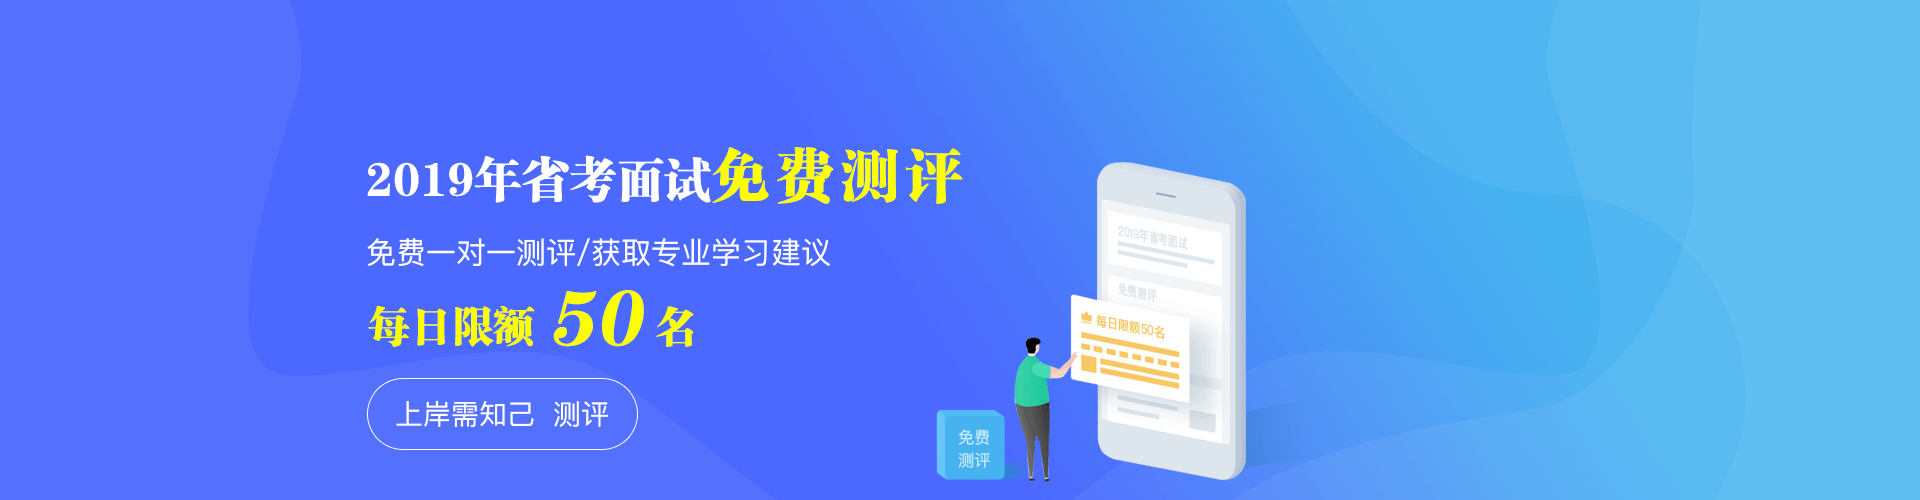 2019年省考面试免费测评
免费一对一测评/获取专业学习建议
每日限额 50 名
上岸需知己 测评
2019年省考面试
免费测评
每日限额50名
免费
测评